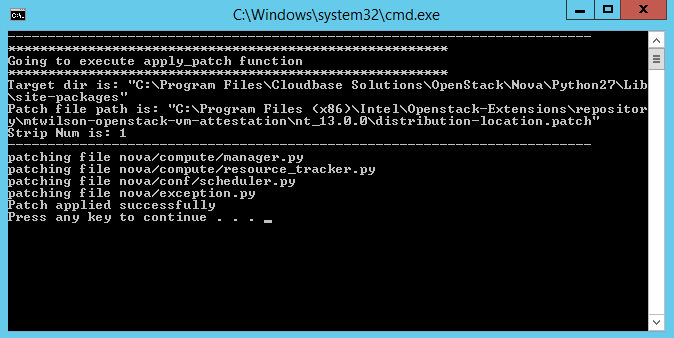 C:\Windows\system32\cmd.exe
--------------------------------------------------------------------------
********************************************************
Going to execute apply_patch function
********************************************************
Target dir is: "C:\Program Files\Cloudbase Solutions\OpenStack\Nova\Python27\Lib
\site-packages"
Patch file path is: "C:\Program Files (x86)\Intel\Openstack-Extensions\repositor
y\mtwilson-openstack-vm-attestation\nt_13.0.0\distribution-location.patch"
Strip Num is: 1
--------------------------------------------------------------------------
patching file nova/compute/manager.py
patching file nova/compute/resource_tracker.py
patching file nova/conf/scheduler.py
patching file nova/exception.py
Patch applied successfully
Press any key to continue . . . _